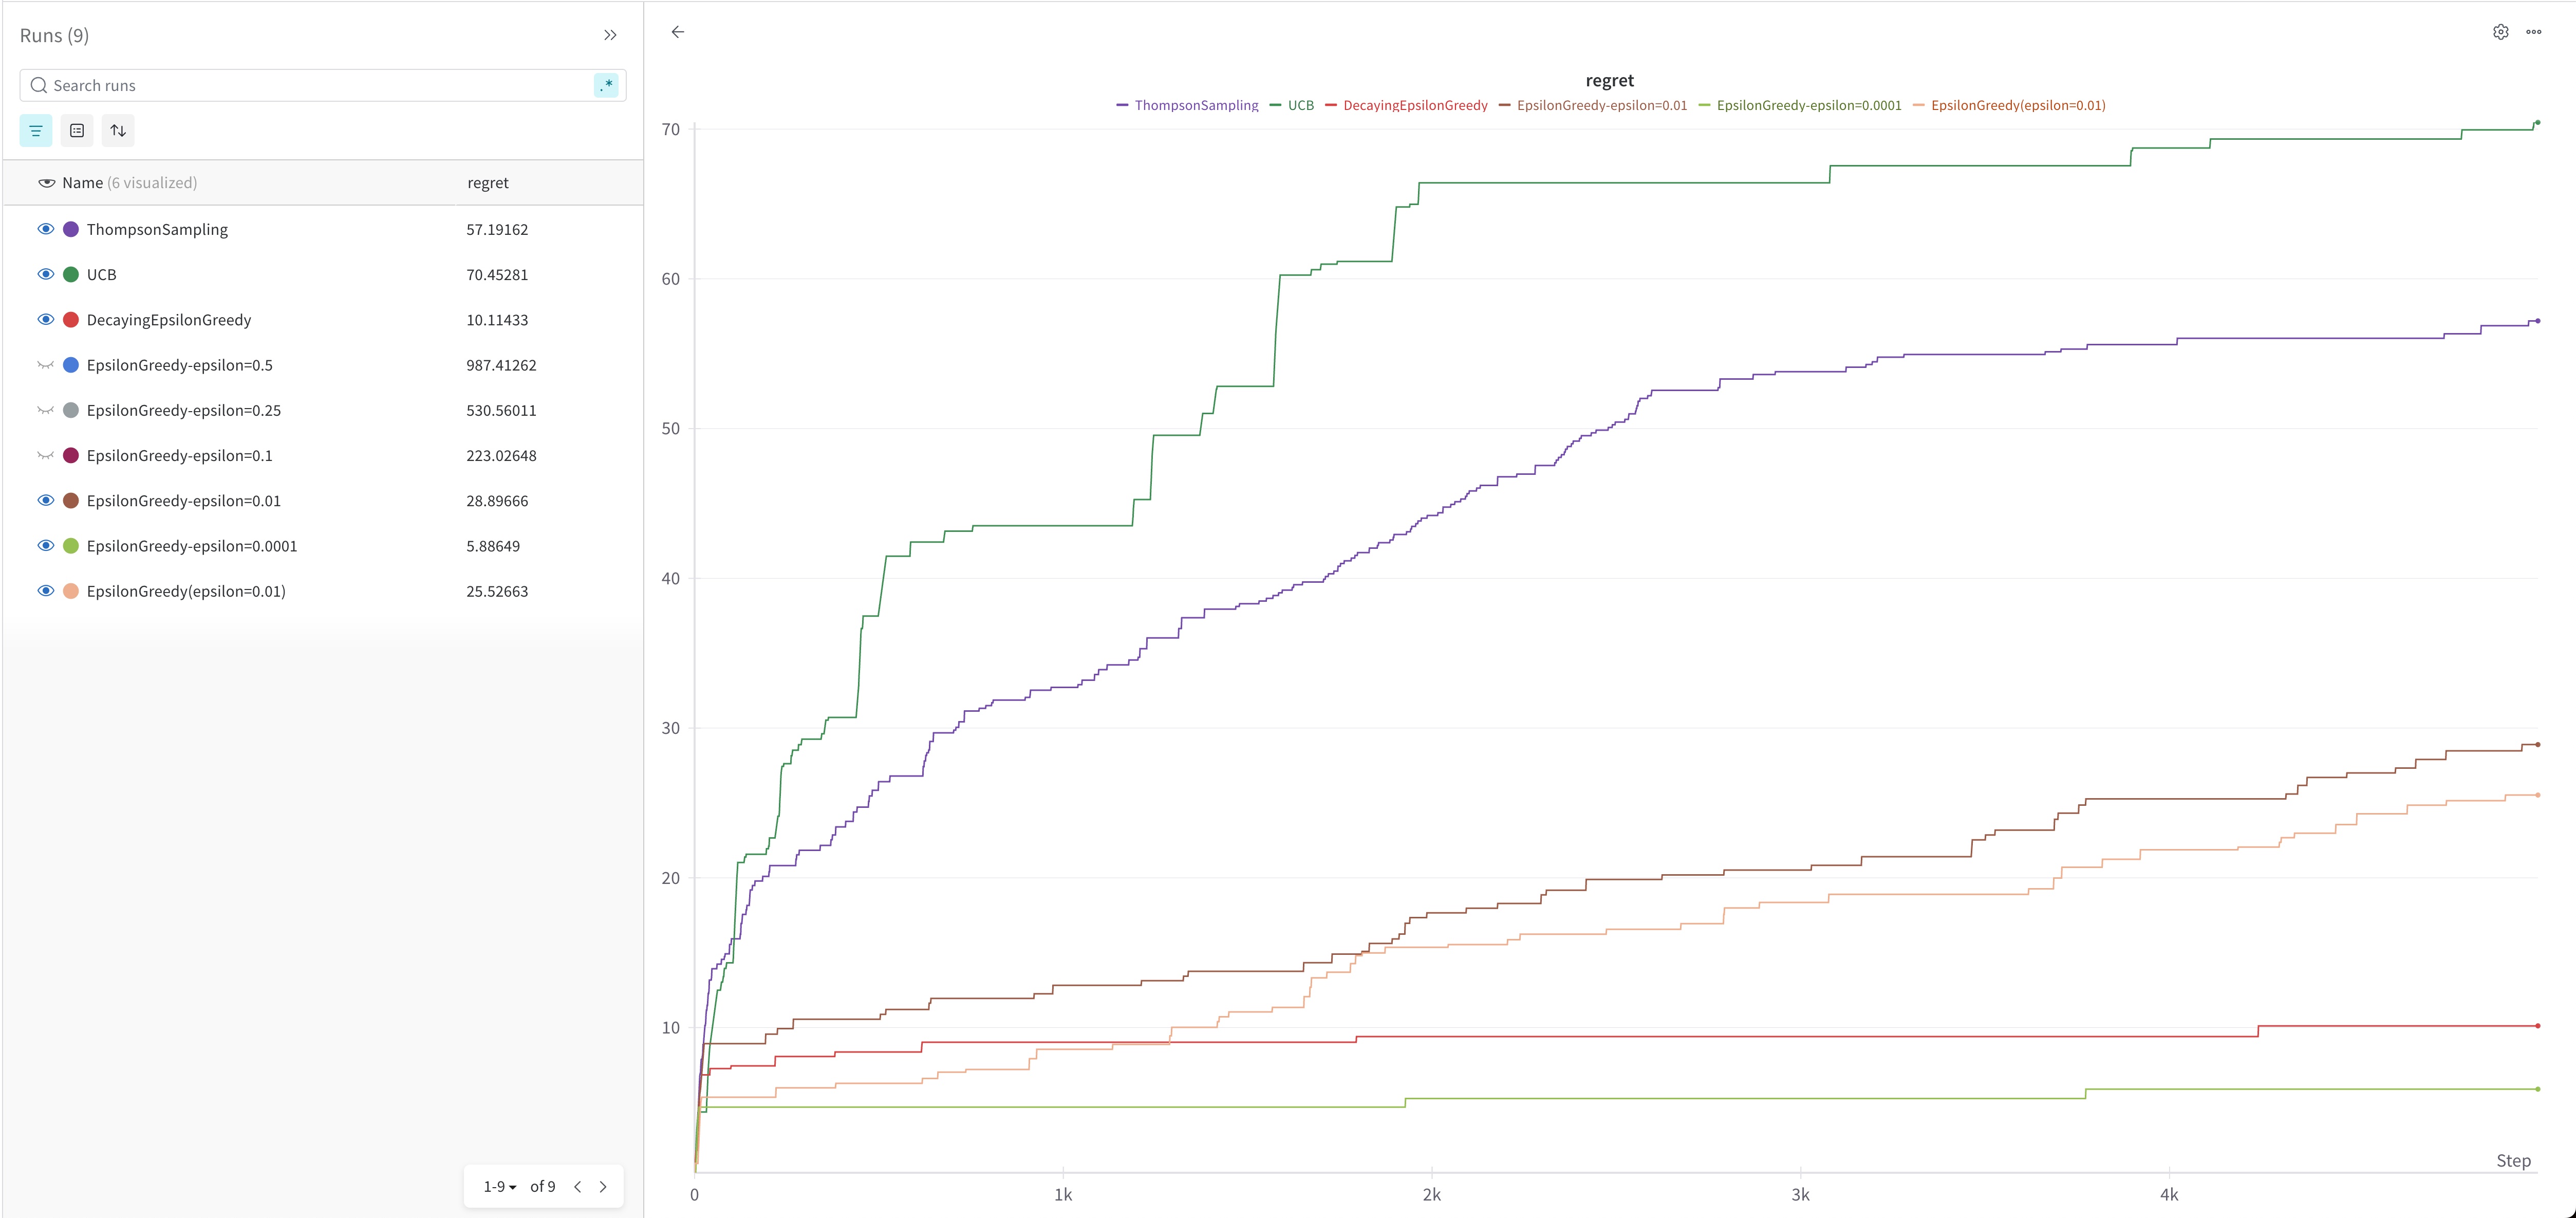 Runs (9)
Search runs
.*
Name (6 visualized) regret
ThompsonSampling 57.19162
UCB 70.45281
DecayingEpsilonGreedy 10.11433
EpsilonGreedy-epsilon=0.5 987.41262
EpsilonGreedy-epsilon=0.25 530.56011
EpsilonGreedy-epsilon=0.1 223.02648
EpsilonGreedy-epsilon=0.01 28.89666
EpsilonGreedy-epsilon=0.0001 5.88649
EpsilonGreedy(epsilon=0.01) 25.52663
1-9 of 9
regret
ThompsonSampling UCB DecayingEpsilonGreedy EpsilonGreedy-epsilon=0.01 EpsilonGreedy-epsilon=0.0001 EpsilonGreedy(epsilon=0.01)
70
60
50
40
30
20
10
Step
0 1k 2k 3k 4k